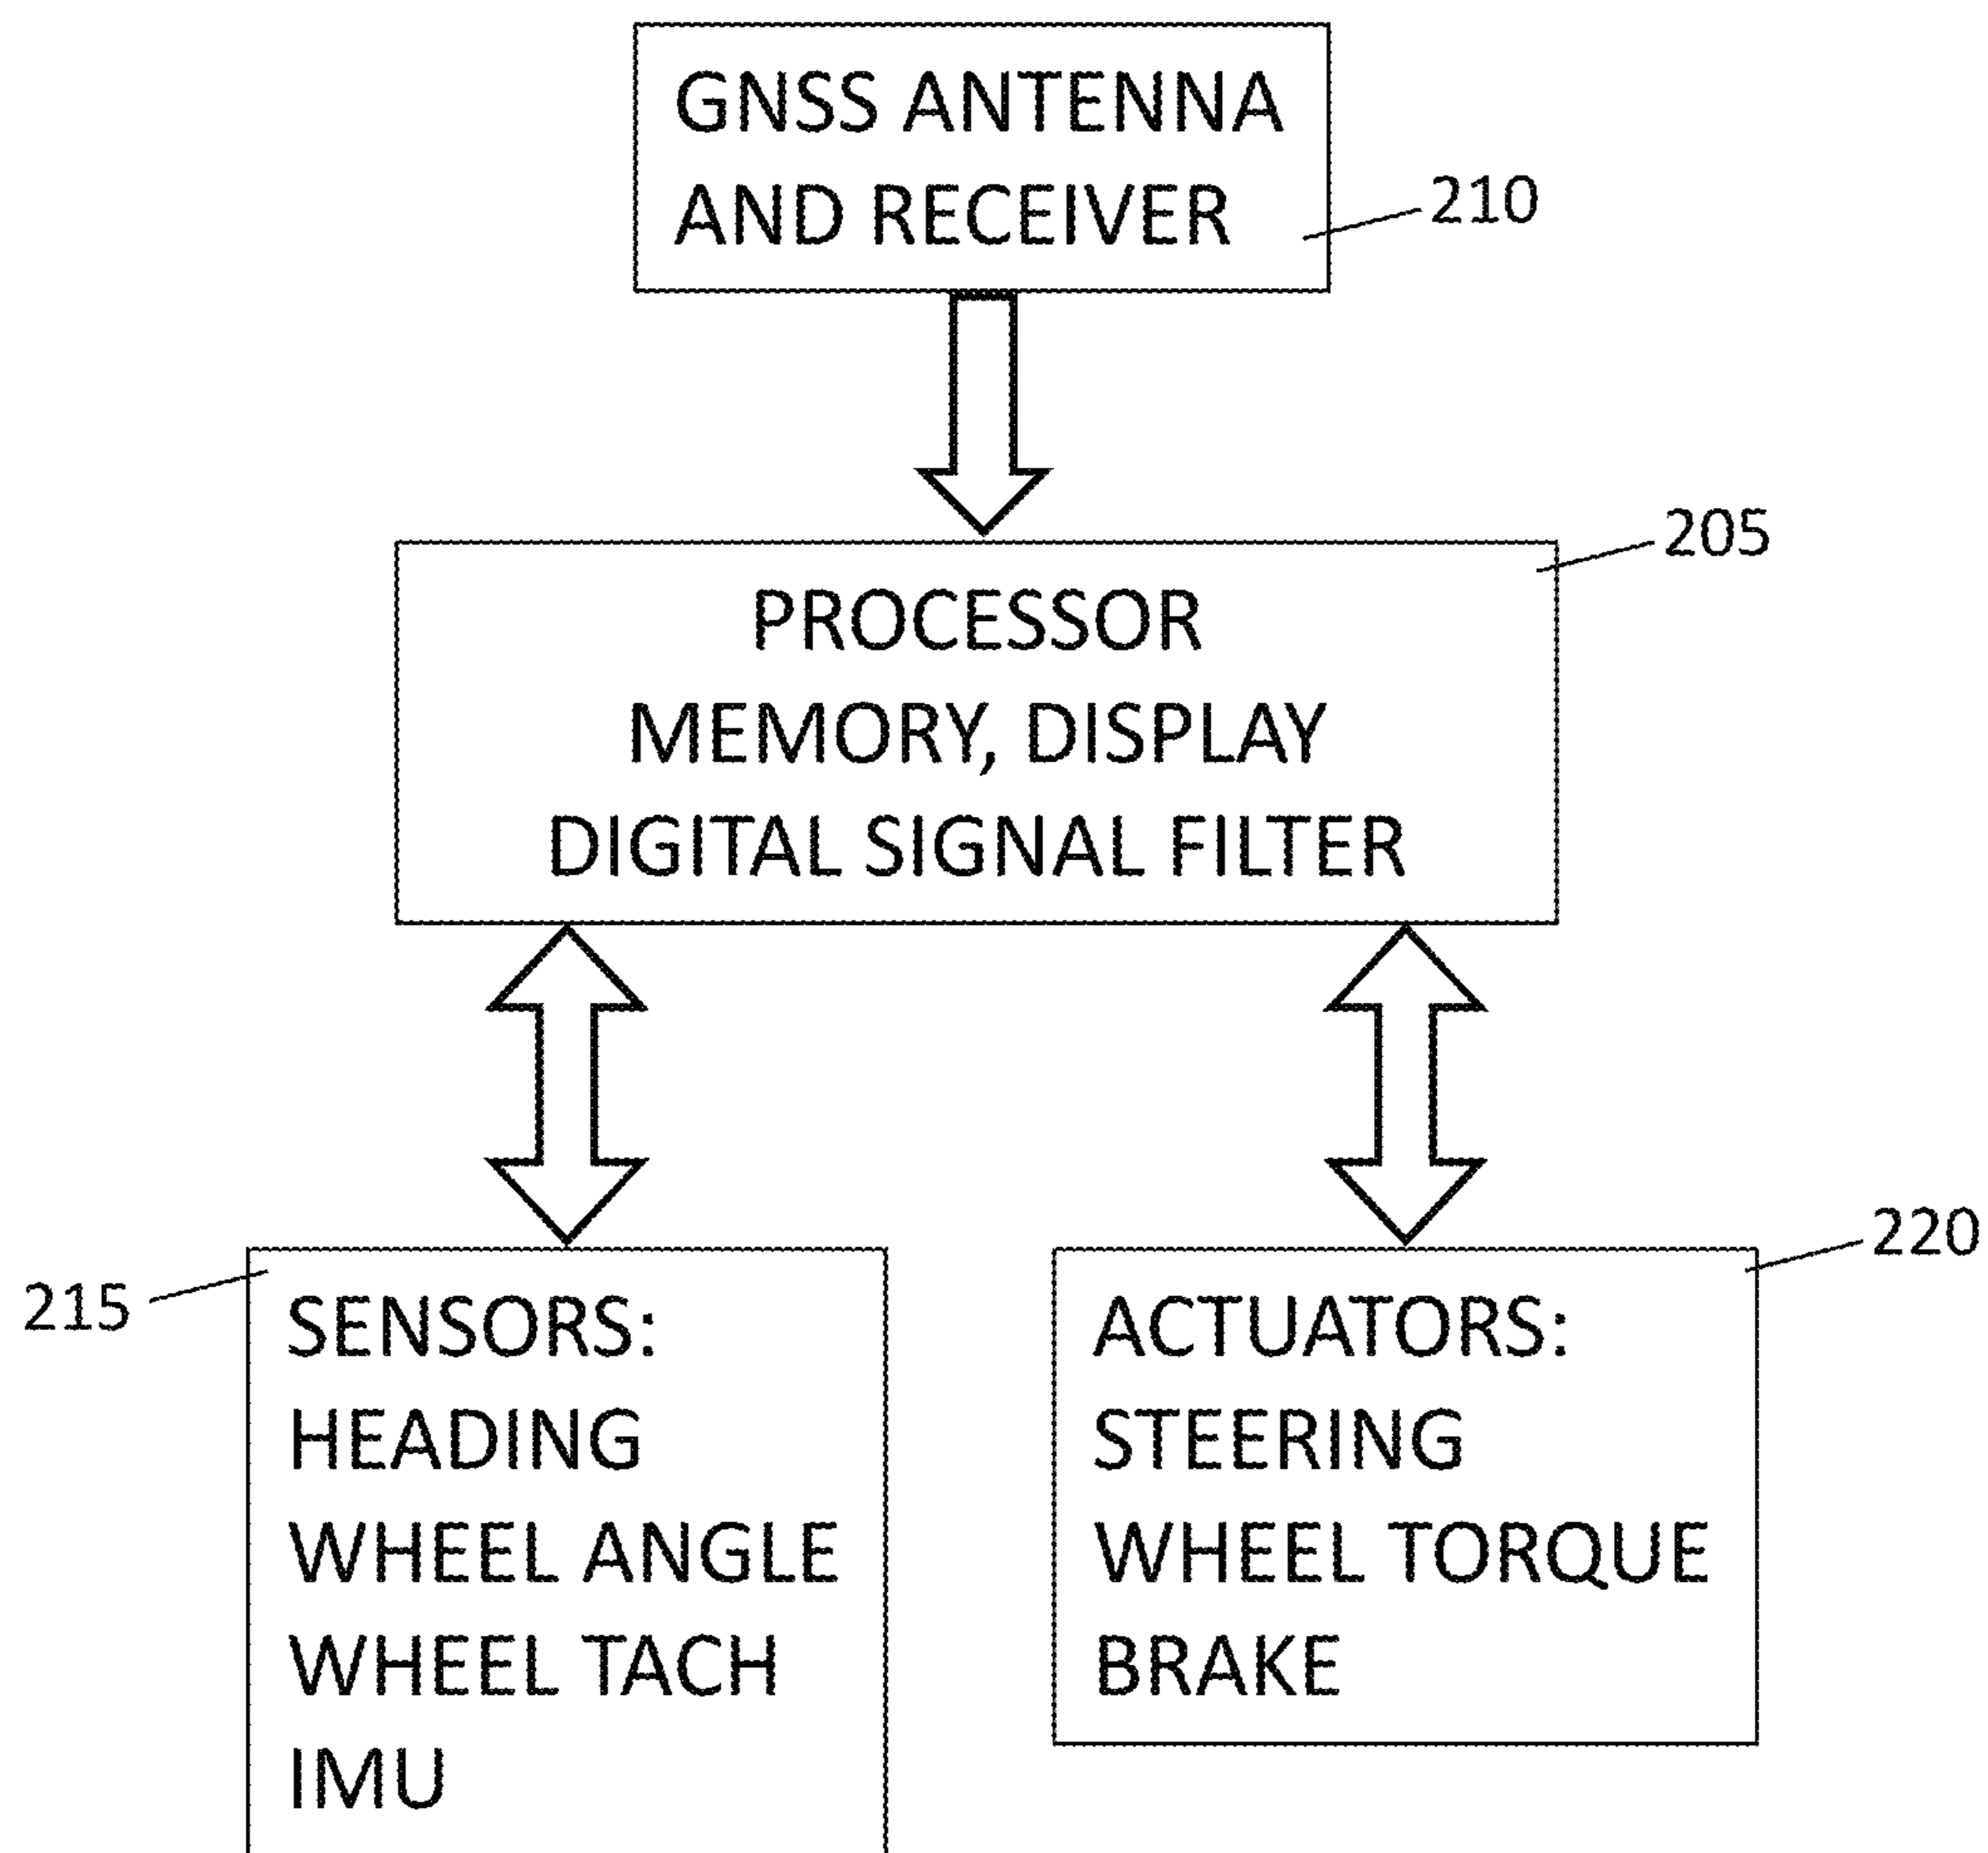 GNSS ANTENNA
AND RECEIVER
210
205
PROCESSOR
MEMORY, DISPLAY
DIGITAL SIGNAL FILTER
215
SENSORS:
HEADING
WHEEL ANGLE
WHEEL TACH
IMU
220
ACTUATORS:
STEERING
WHEEL TORQUE
BRAKE